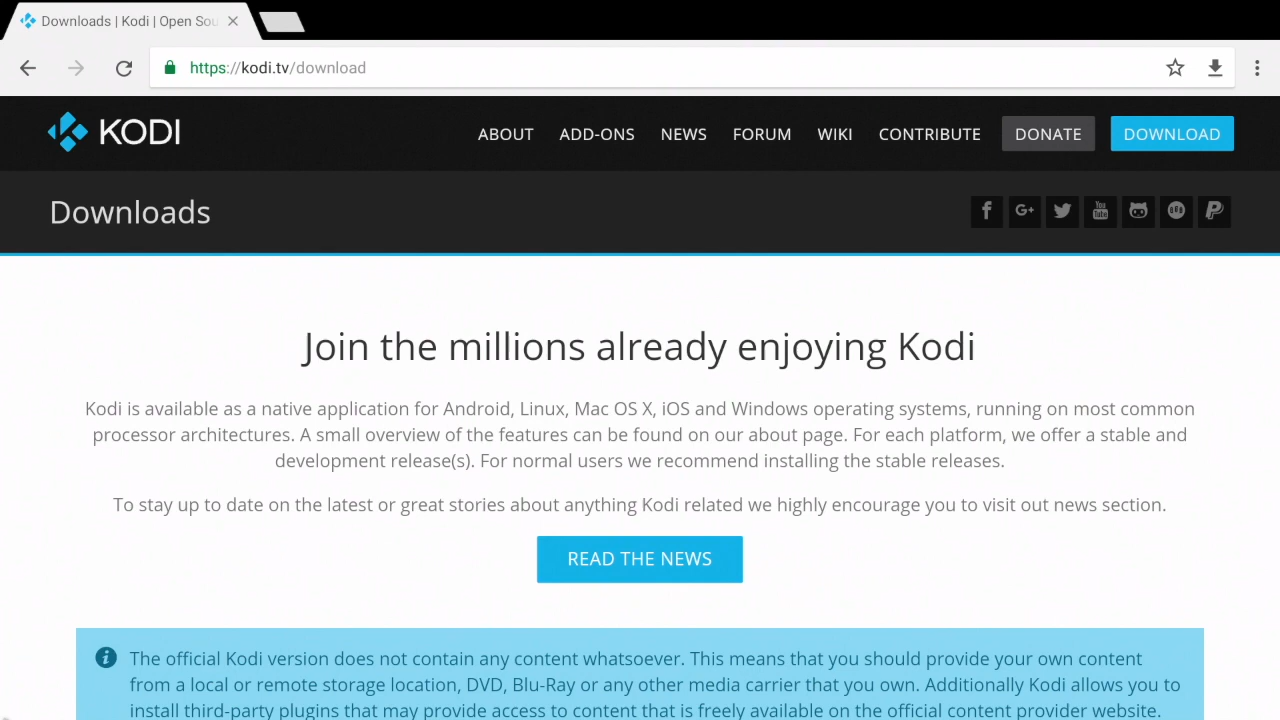 Downloads | Kodi | Open Sou
https://kodi.tv/download
KODI
ABOUT ADD-ONS NEWS FORUM WIKI CONTRIBUTE DONATE DOWNLOAD
Downloads
Join the millions already enjoying Kodi
Kodi is available as a native application for Android, Linux, Mac OS X, iOS and Windows operating systems, running on most common
processor architectures. A small overview of the features can be found on our about page. For each platform, we offer a stable and
development release(s). For normal users we recommend installing the stable releases.
To stay up to date on the latest or great stories about anything Kodi related we highly encourage you to visit out news section.
READ THE NEWS
The official Kodi version does not contain any content whatsoever. This means that you should provide your own content
from a local or remote storage location, DVD, Blu-Ray or any other media carrier that you own. Additionally Kodi allows you to
install third-party plugins that may provide access to content that is freely available on the official content provider website.